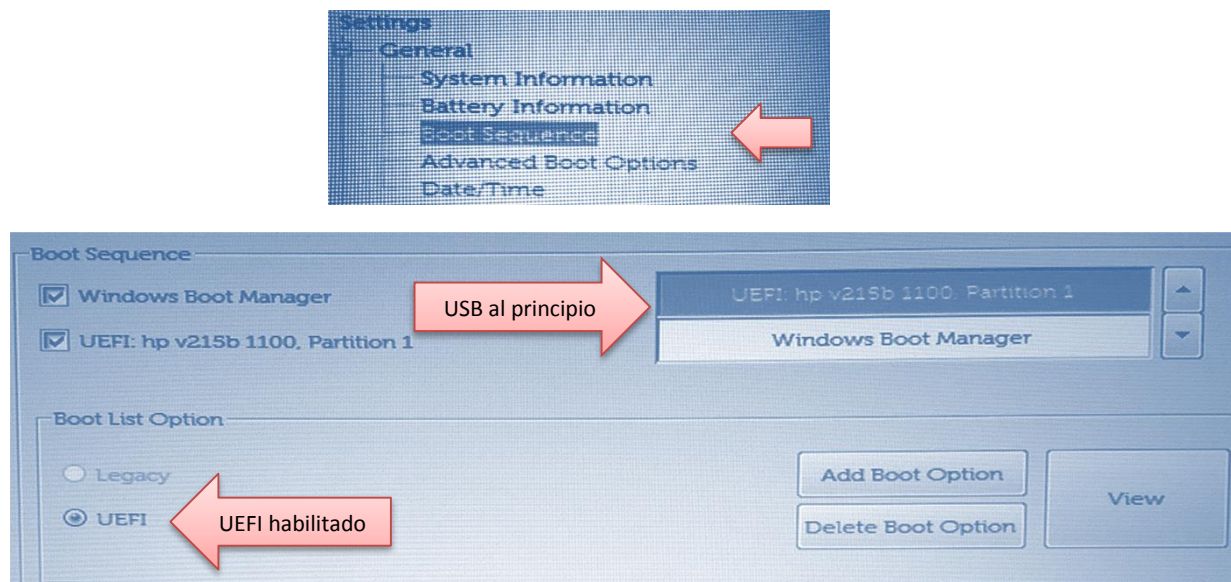 Settings
General
System Information
Battery Information
Boot Sequence
Advanced Boot Options
Date/Time
Boot Sequence
Windows Boot Manager
UEFI: hp v215b 1100, Partition 1
USB al principio
UEFI: hp v215b 1100, Partition 1
Windows Boot Manager
Boot List Option
Legacy
UEFI
UEFI habilitado
Add Boot Option
Delete Boot Option
View